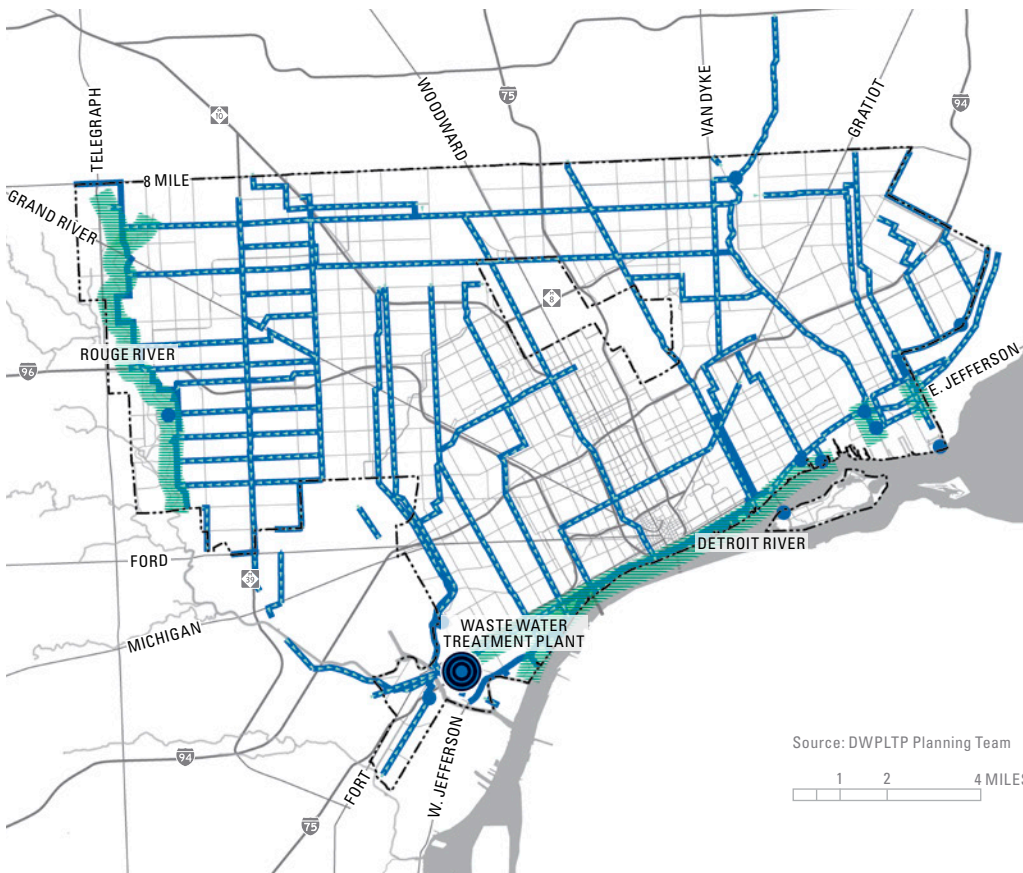 TELEGRAPH
10
WOODWARD
75
VAN DYKE
GRATIOT
94
8 MILE
GRAND RIVER
8
ROUGE RIVER
96
E. JEFFERSON
DETROIT RIVER
FORD
39
MICHIGAN
WASTE WATER
TREATMENT PLANT
94
FORT
75
W. JEFFERSON
Source: DWPLTP Planning Team
1 2 4 MILES